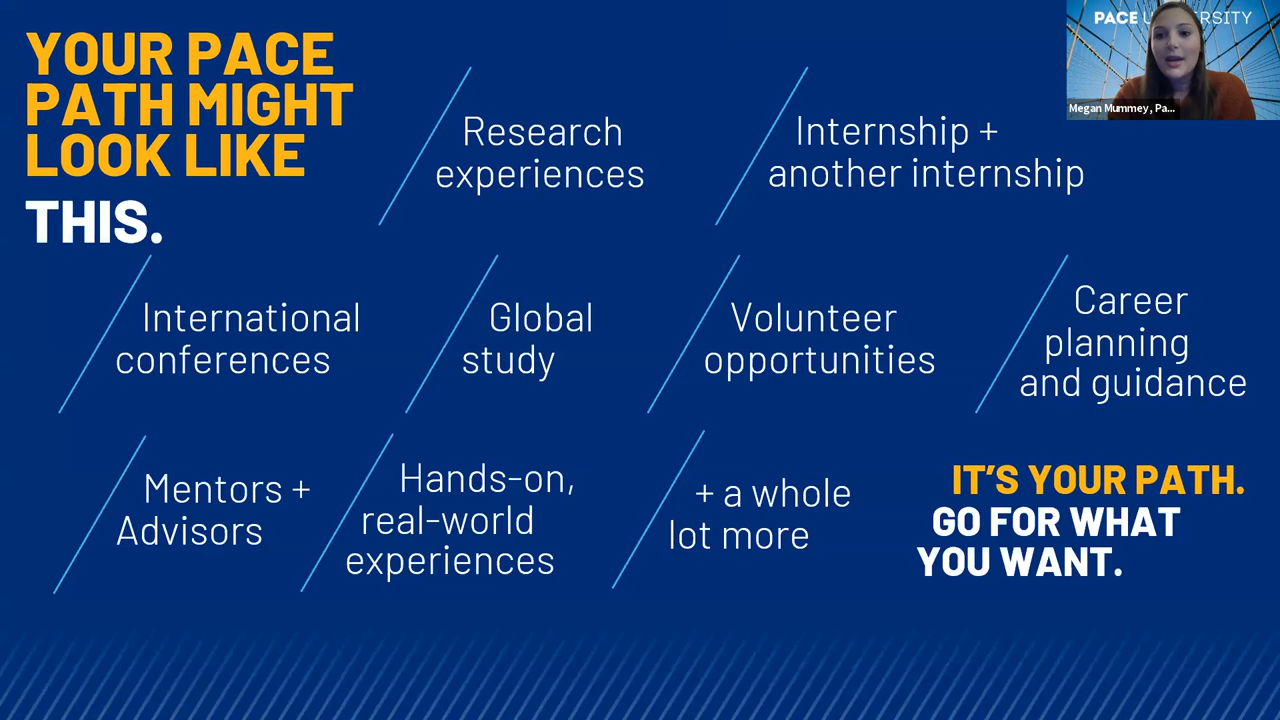 YOUR PACE
PATH MIGHT
LOOK LIKE
THIS.
Research
experiences
Internship +
another internship
PACE UNIVERSITY
Megan Mummey, Pa...
International
conferences
Global
study
Volunteer
opportunities
Career
planning
and guidance
Mentors +
Advisors
Hands-on,
real-world
experiences
+ a whole
lot more
IT'S YOUR PATH.
GO FOR WHAT
YOU WANT.